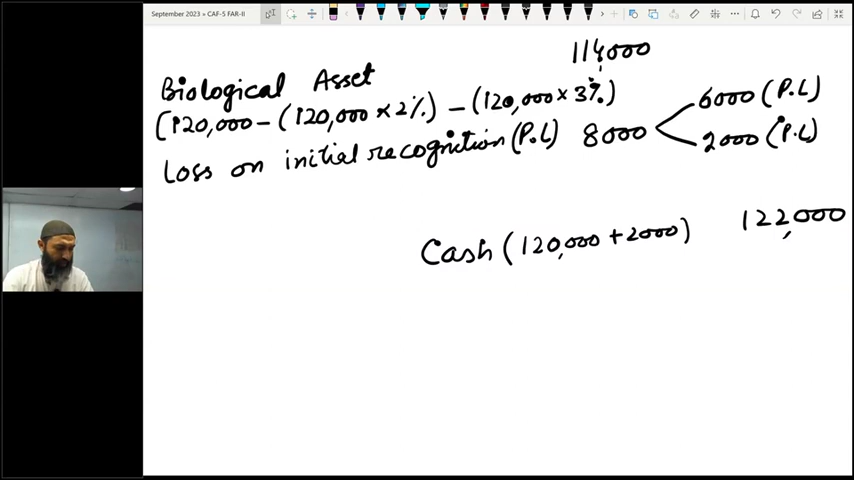 September 2023 » CAF-5 FAR-II
114000
Biological Asset
[120,000 - (120,000 × 2%) - (120,000 × 3%)
6000 (P.L)
Loss on initial recognition (P.L) 8000
2000 (P.L)
Cash (120,000 + 2000) 122,000